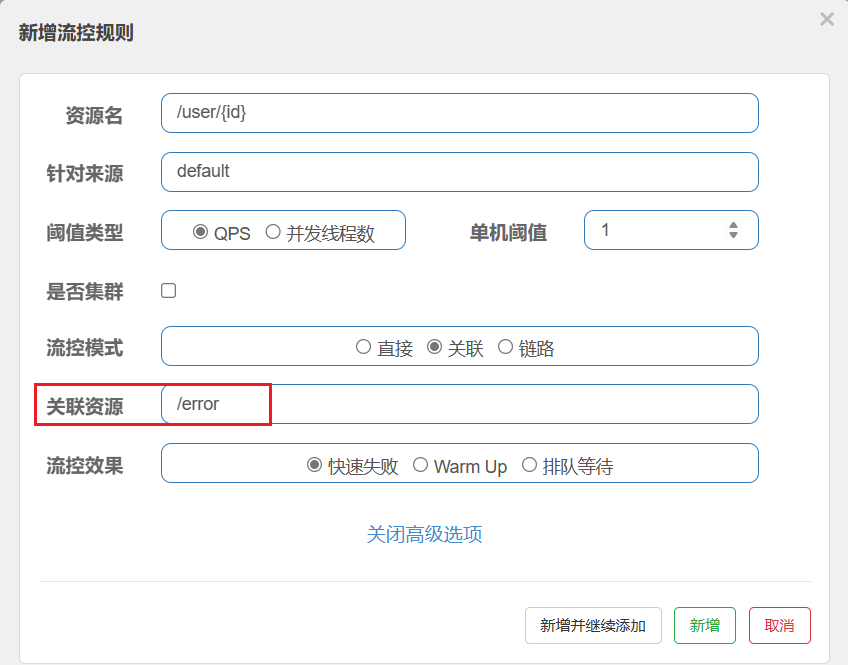 新增流控规则
×
资源名 /user/{id}
针对来源 default
阈值类型 QPS 并发线程数 单机阈值 1
是否集群
流控模式 直接 关联 链路
关联资源 /error
流控效果 快速失败 Warm Up 排队等待
关闭高级选项
新增并继续添加 新增 取消